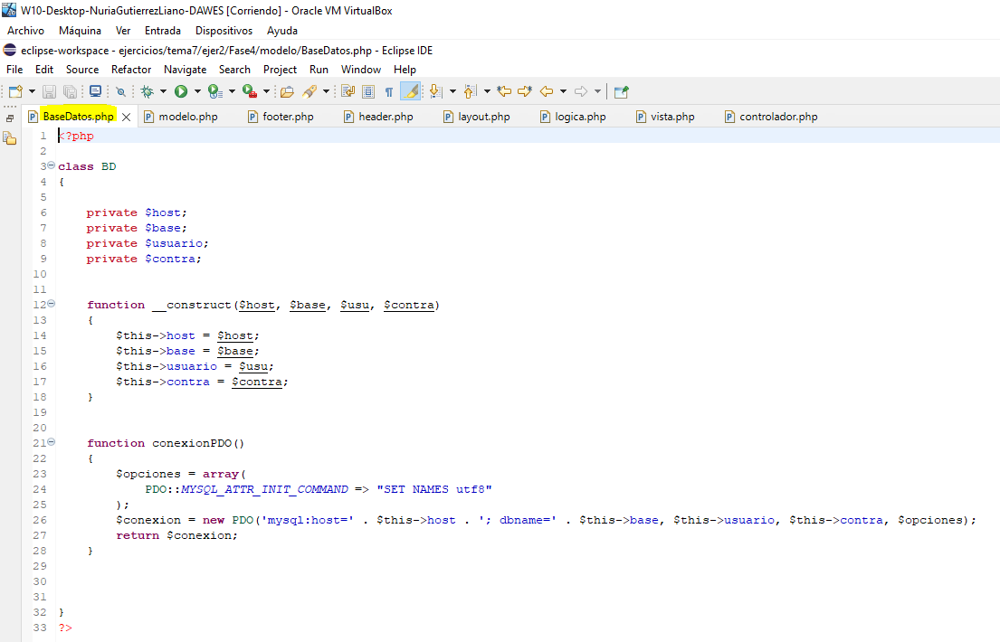 W10-Desktop-NuriaGutierrezLiano-DAWES [Corriendo] - Oracle VM VirtualBox
Archivo Máquina Ver Entrada Dispositivos Ayuda
eclipse-workspace - ejercicios/tema7/ejer2/Fase4/modelo/BaseDatos.php - Eclipse IDE
File Edit Source Refactor Navigate Search Project Run Window Help
BaseDatos.php modelo.php footer.php header.php layout.php logica.php vista.php controlador.php
1 <?php
2
3 class BD
4 {
5
6 private $host;
7 private $base;
8 private $usuario;
9 private $contra;
10
11
12 function __construct($host, $base, $usu, $contra)
13 {
14 $this->host = $host;
15 $this->base = $base;
16 $this->usuario = $usu;
17 $this->contra = $contra;
18 }
19
20
21 function conexionPDO()
22 {
23 $opciones = array(
24 PDO::MYSQL_ATTR_INIT_COMMAND => "SET NAMES utf8"
25 );
26 $conexion = new PDO('mysql:host=' . $this->host . '; dbname=' . $this->base, $this->usuario, $this->contra, $opciones);
27 return $conexion;
28 }
29
30
31
32 }
33 ?>